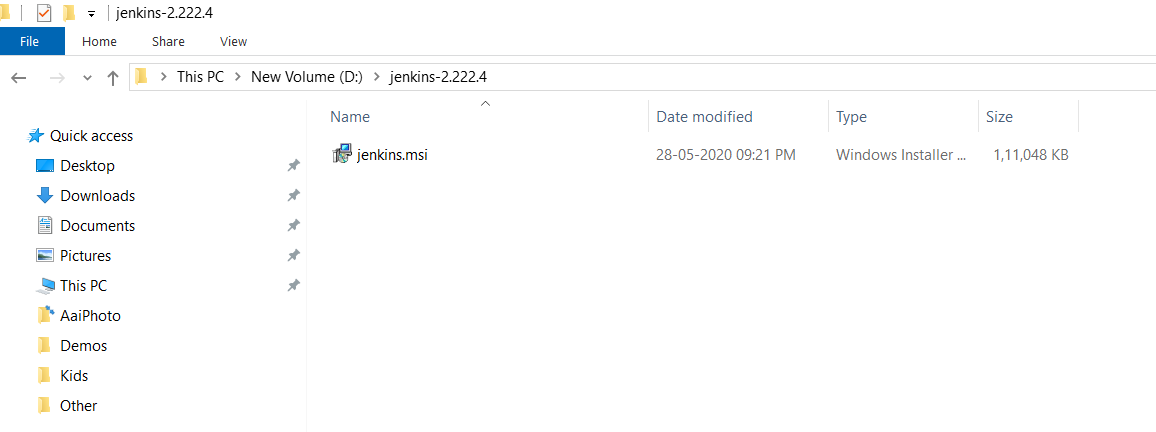 jenkins-2.222.4
File Home Share View
This PC New Volume (D:) jenkins-2.222.4
Name Date modified Type Size
Quick access
jenkins.msi 28-05-2020 09:21 PM Windows Installer ... 1,11,048 KB
Desktop
Downloads
Documents
Pictures
This PC
AaiPhoto
Demos
Kids
Other